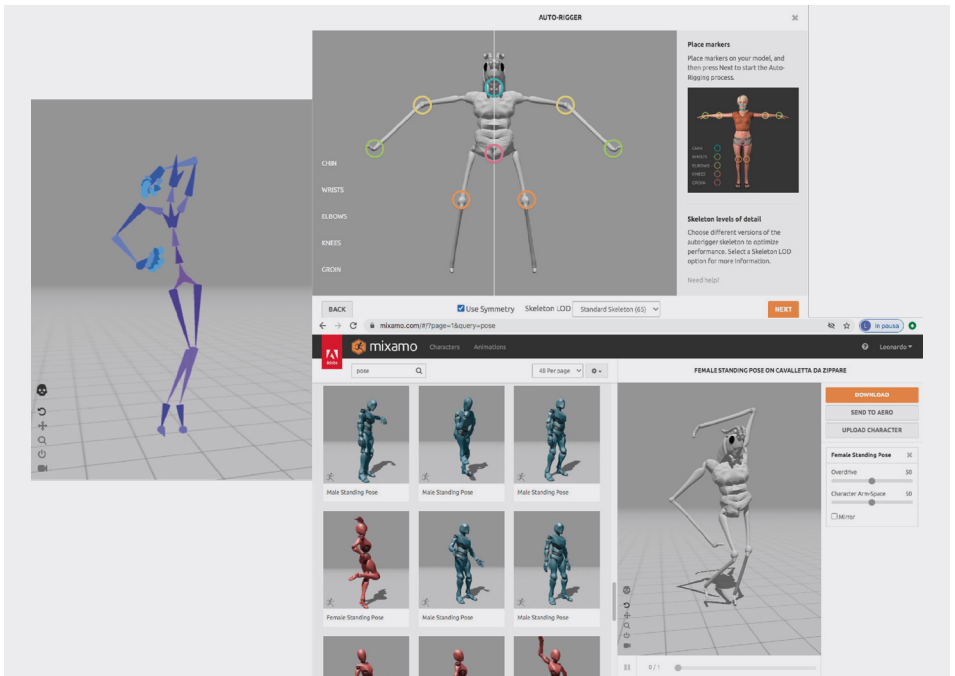 AUTO-RIGGER
Place markers
Place markers on your model, and
then press Next to start the Auto-
Rigging process.
CHIN
WRISTS
ELBOWS
KNEES
GROIN
CHIN
WRISTS
ELBOWS
KNEES
GROIN
Skeleton levels of detail
Choose different versions of the
autorigger skeleton to optimize
performance. Select a Skeleton LOD
option for more information.
Need help?
BACK
Use Symmetry
Skeleton LOD
Standard Skeleton (65)
NEXT
mixamo.com/#/?page=1&query=pose
L
In pausa
Adobe
mixamo
Characters
Animations
Leonardo
pose
48 Per page
FEMALE STANDING POSE ON CAVALLETTA DA ZIPPARE
DOWNLOAD
SEND TO AERO
UPLOAD CHARACTER
Female Standing Pose
Overdrive 50
Character Arm-Space 50
Mirror
Male Standing Pose
Male Standing Pose
Male Standing Pose
Female Standing Pose
Male Standing Pose
Male Standing Pose
0 / 1